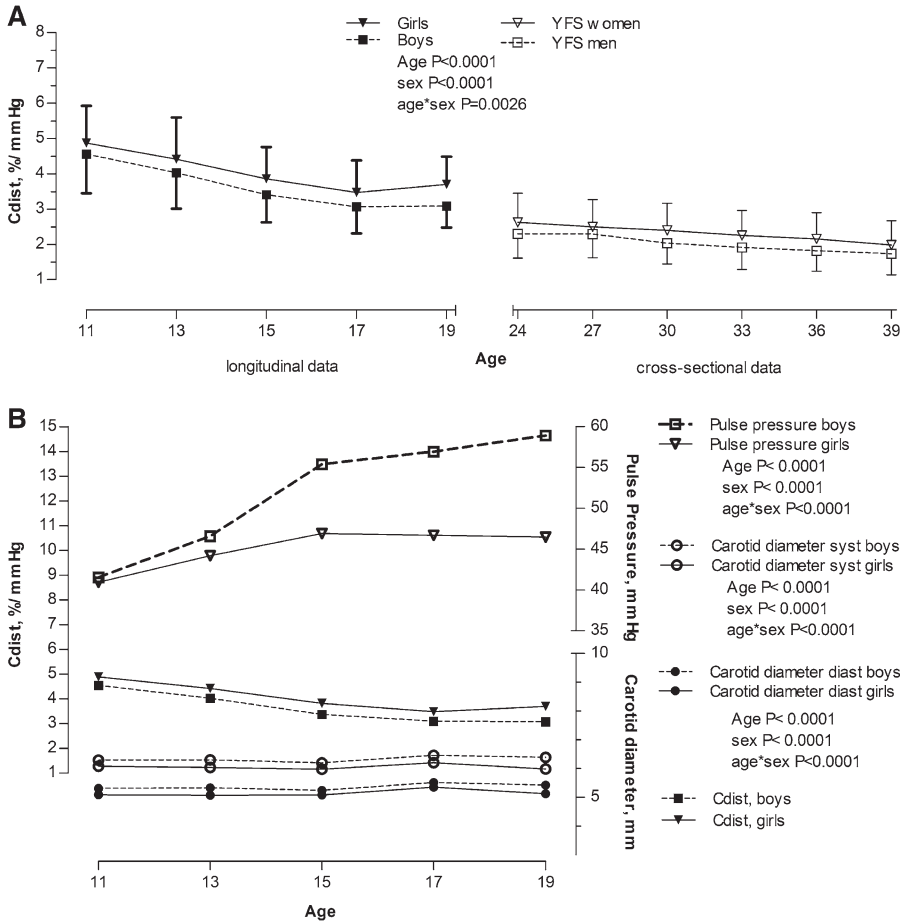 A
Girls
Boys
YFS women
YFS men
Age P<0.0001
sex P<0.0001
age*sex P=0.0026
Cdist, %/mmHg
8
7
6
5
4
3
2
1
11 13 15 17 19
24 27 30 33 36 39
longitudinal data
Age
cross-sectional data
B
Cdist, %/mmHg
15
14
13
12
11
10
9
8
7
6
5
4
3
2
1
60
55
50
45
40
35
Pulse Pressure, mmHg
10
5
Carotid diameter, mm
11 13 15 17 19
Age
Pulse pressure boys
Pulse pressure girls
Age P< 0.0001
sex P< 0.0001
age*sex P<0.0001
Carotid diameter syst boys
Carotid diameter syst girls
Age P< 0.0001
sex P< 0.0001
age*sex P<0.0001
Carotid diameter diast boys
Carotid diameter diast girls
Age P< 0.0001
sex P< 0.0001
age*sex P<0.0001
Cdist, boys
Cdist, girls